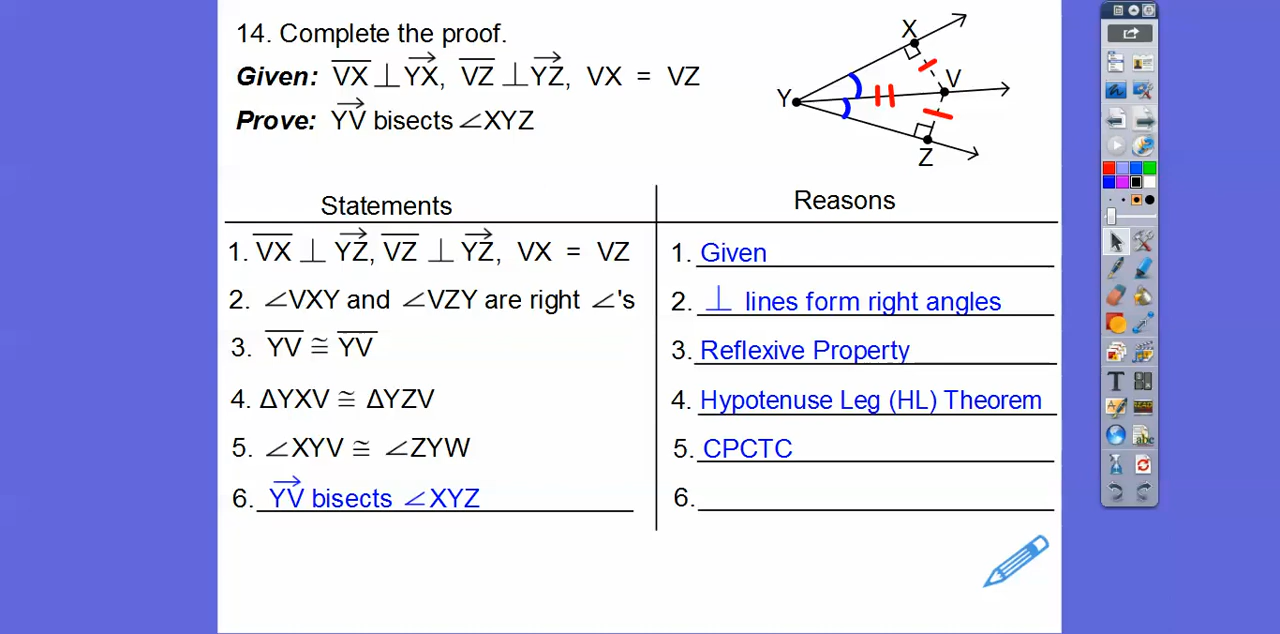 14. Complete the proof.
Given: VX ⊥ YX, VZ ⊥ YZ, VX = VZ
Prove: YV bisects ∠XYZ
X
V
Y
Z
Statements
Reasons
1. VX ⊥ YZ, VZ ⊥ YZ, VX = VZ
1. Given
2. ∠VXY and ∠VZY are right ∠'s
2. ⊥ lines form right angles
3. YV ≅ YV
3. Reflexive Property
4. ΔYXV ≅ ΔYZV
4. Hypotenuse Leg (HL) Theorem
5. ∠XYV ≅ ∠ZYW
5. CPCTC
6. YV bisects ∠XYZ
6.